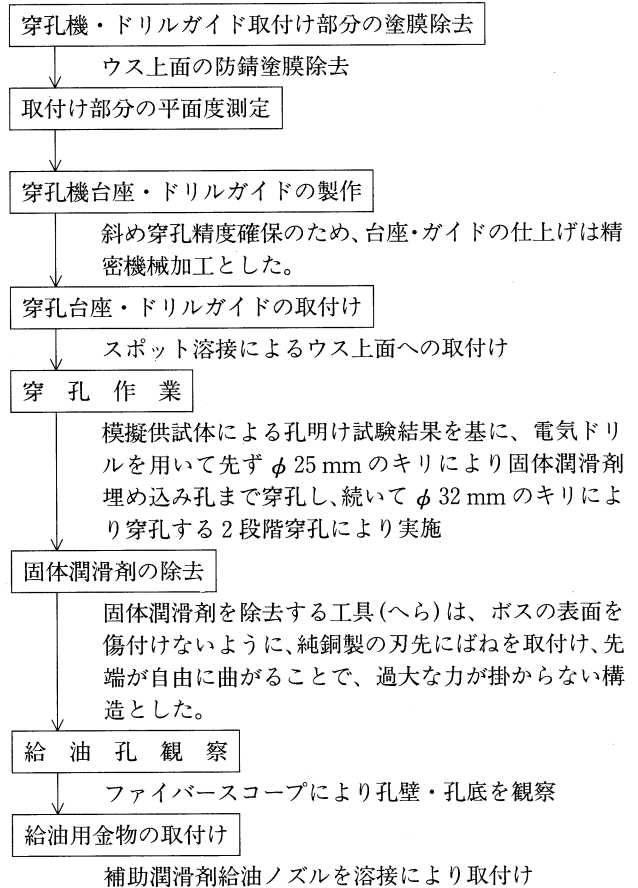 穿孔機・ドリルガイド取付け部分の塗膜除去
ウス上面の防錆塗膜除去
取付け部分の平面度測定
穿孔機台座・ドリルガイドの製作
斜め穿孔精度確保のため、台座・ガイドの仕上げは精
密機械加工とした。
穿孔台座・ドリルガイドの取付け
スポット溶接によるウス上面への取付け
穿孔作業
模擬供試体による孔明け試験結果を基に、電気ドリ
ルを用いて先ずφ25 mmのキリにより固体潤滑剤
埋め込み孔まで穿孔し、続いてφ32 mmのキリによ
り穿孔する2段階穿孔により実施
固体潤滑剤の除去
固体潤滑剤を除去する工具(へら)は、ボスの表面を
傷付けないように、純銅製の刃先にばねを取付け、先
端が自由に曲がることで、過大な力が掛からない構
造とした。
給油孔観察
ファイバースコープにより孔壁・孔底を観察
給油用金物の取付け
補助潤滑剤給油ノズルを溶接により取付け